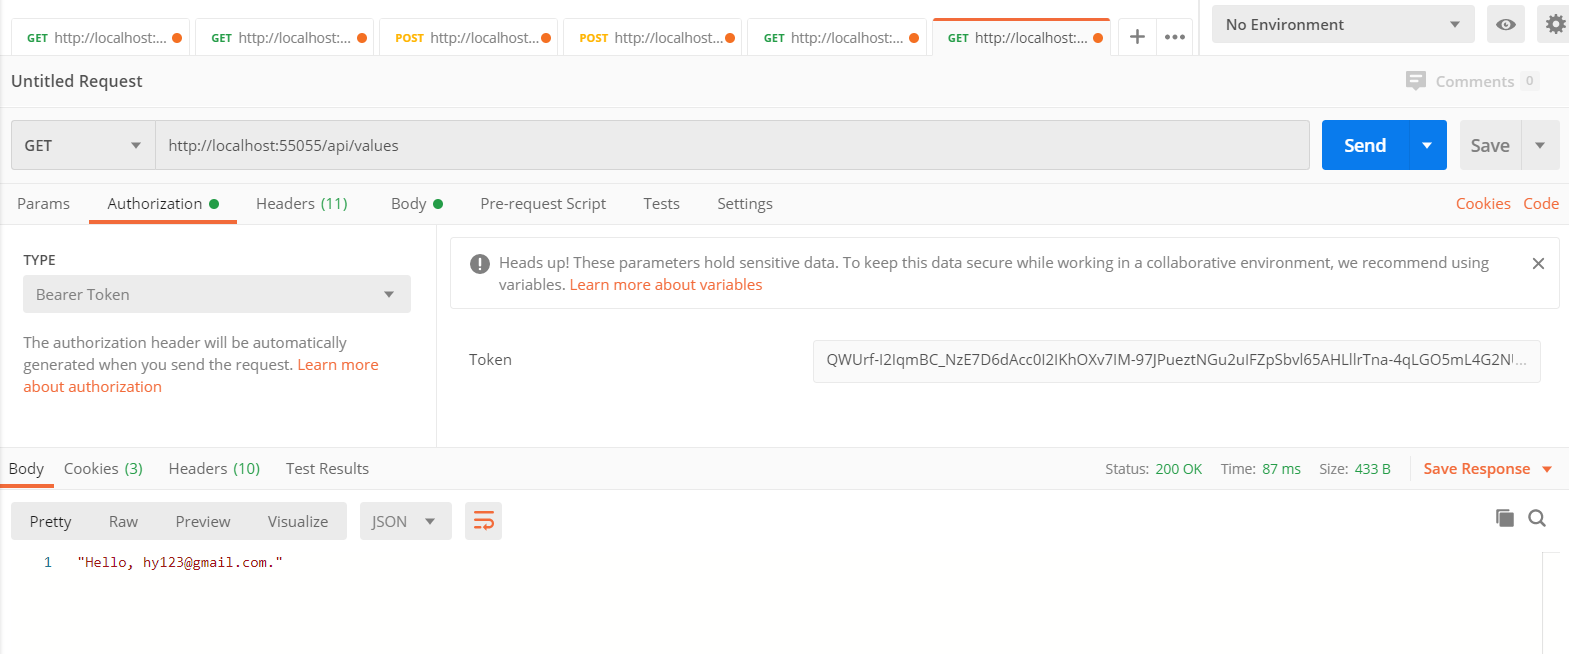 GET http://localhost:... GET http://localhost:... POST http://localhost... POST http://localhost... GET http://localhost:... GET http://localhost:... + ••• No Environment
Untitled Request Comments 0
GET http://localhost:55055/api/values Send Save
Params Authorization Headers (11) Body Pre-request Script Tests Settings Cookies Code
TYPE
Bearer Token
The authorization header will be automatically
generated when you send the request. Learn more
about authorization
Heads up! These parameters hold sensitive data. To keep this data secure while working in a collaborative environment, we recommend using
variables. Learn more about variables
Token
Body Cookies (3) Headers (10) Test Results Status: 200 OK Time: 87 ms Size: 433 B Save Response
Pretty Raw Preview Visualize JSON
1 "Hello, hy123@gmail.com."